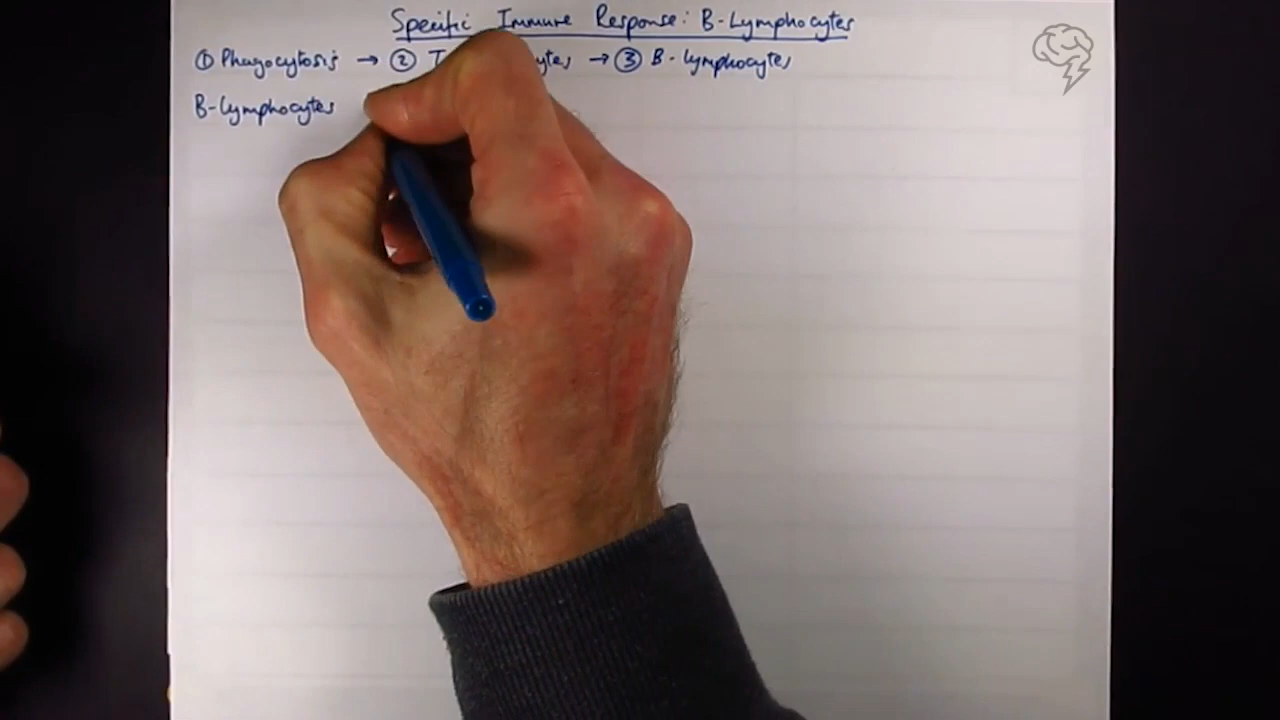 Specific Immune Response: B-Lymphocytes
① Phagocytosis → ② T → ③ B-lymphocytes
B-lymphocytes